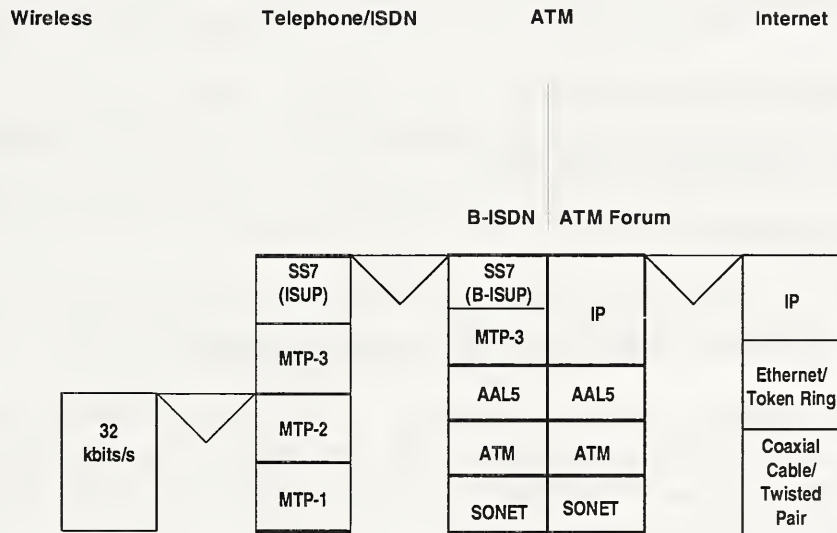 Wireless
Telephone/ISDN
ATM
Internet
B-ISDN
ATM Forum
SS7
(ISUP)
SS7
(B-ISUP)
IP
IP
MTP-3
MTP-3
Ethernet/
Token Ring
AAL5
AAL5
32
kbits/s
MTP-2
ATM
ATM
Coaxial
Cable/
Twisted
Pair
MTP-1
SONET
SONET